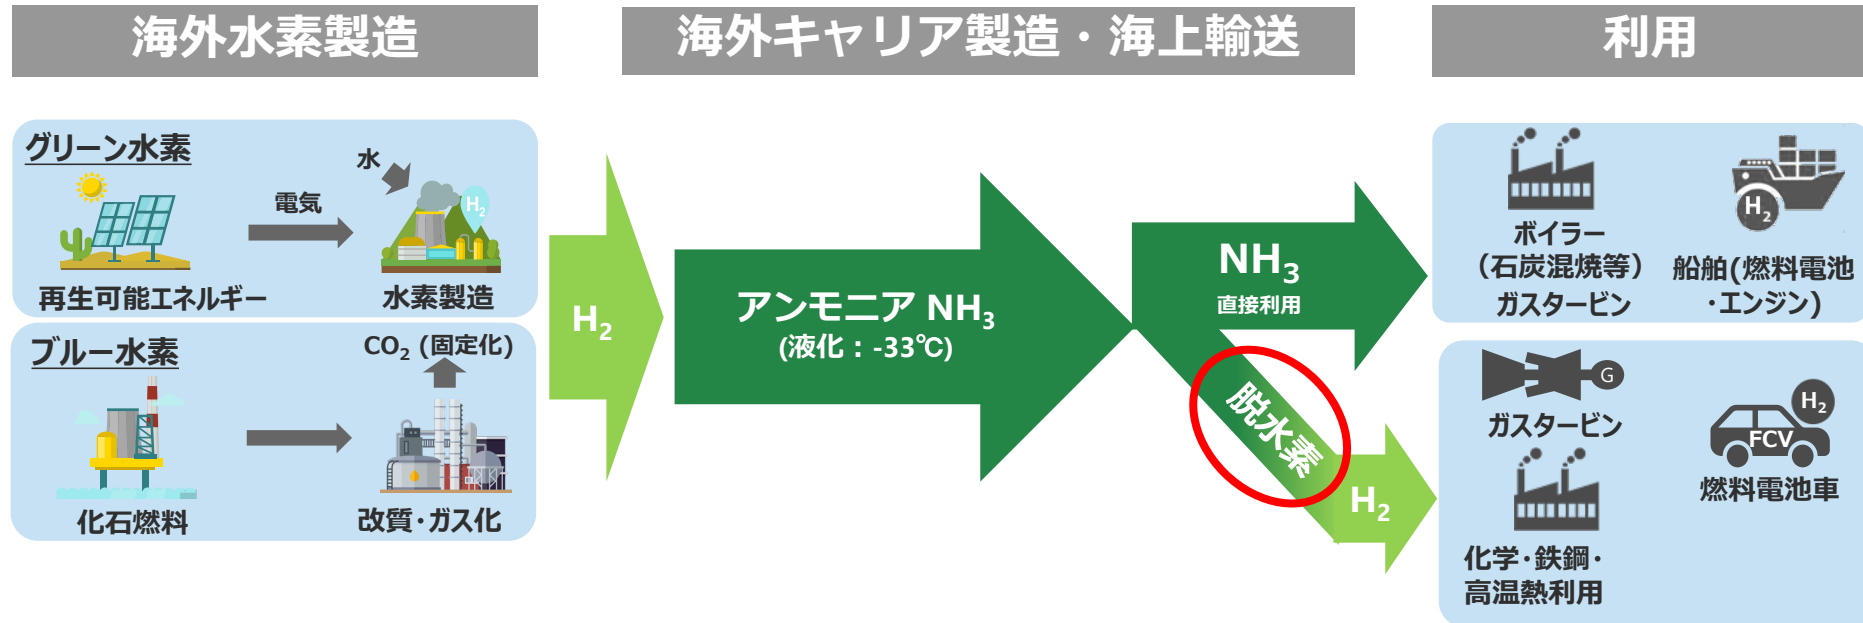 海外水素製造
海外キャリア製造・海上輸送
利用
グリーン水素
水
電気
H₂
再生可能エネルギー
水素製造
ブルー水素
CO₂ (固定化)
化石燃料
改質・ガス化
H₂
アンモニア NH₃
(液化：-33℃)
NH₃
直接利用
脱水素
H₂
ボイラー
（石炭混焼等）
ガスタービン
H₂
船舶(燃料電池
・エンジン)
G
ガスタービン
H₂
FCV
燃料電池車
化学・鉄鋼・
高温熱利用